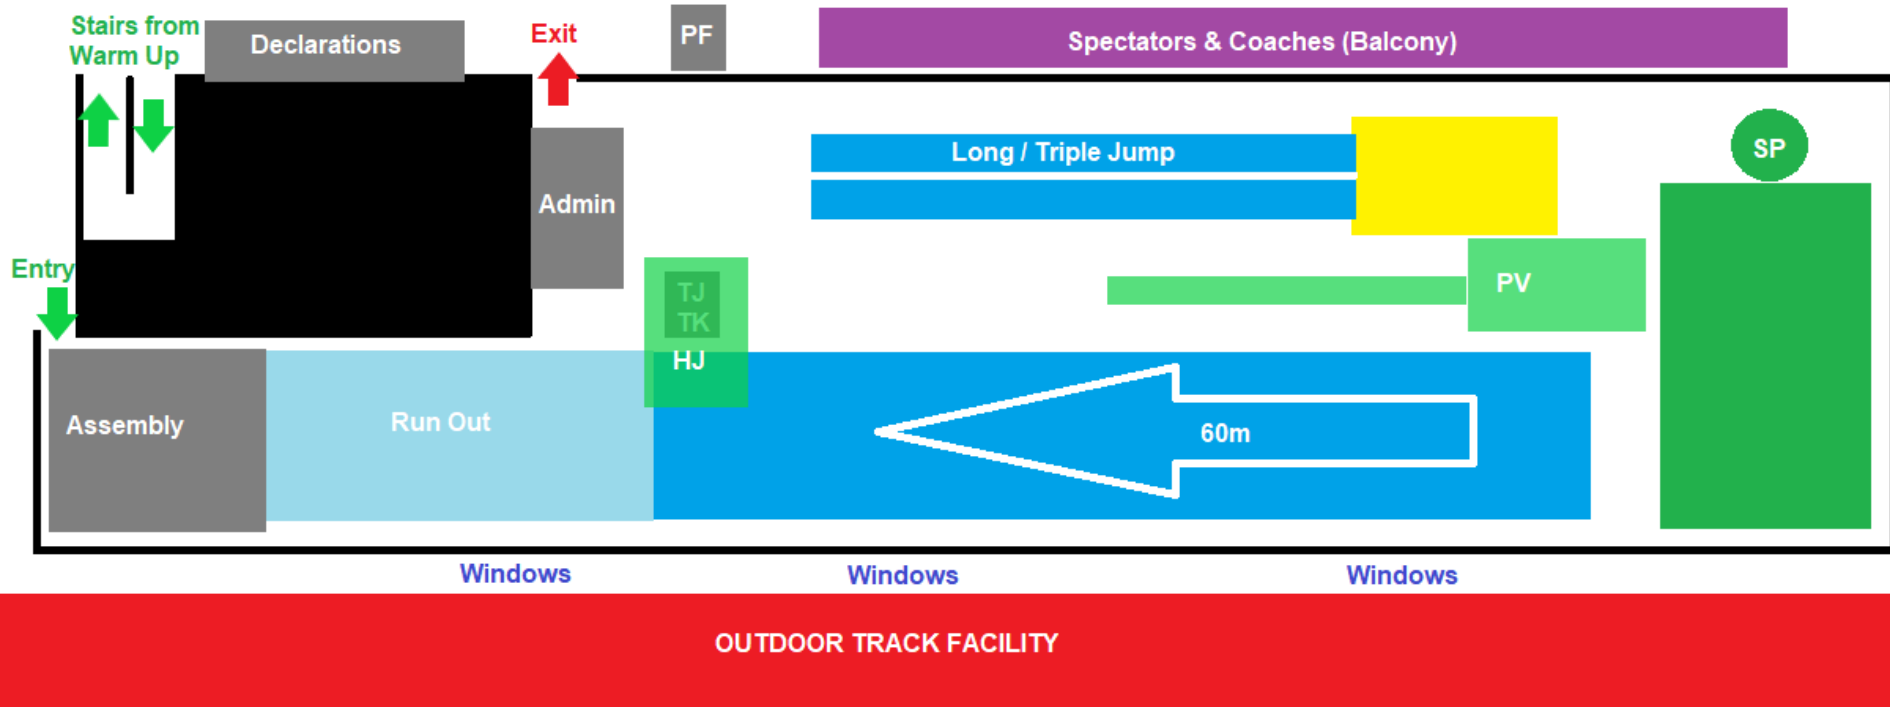 Stairs from
Warm Up
Declarations
Exit
PF
Spectators & Coaches (Balcony)
Long / Triple Jump
SP
Admin
Entry
TJ
TK
HJ
PV
Assembly
Run Out
60m
Windows
Windows
Windows
OUTDOOR TRACK FACILITY